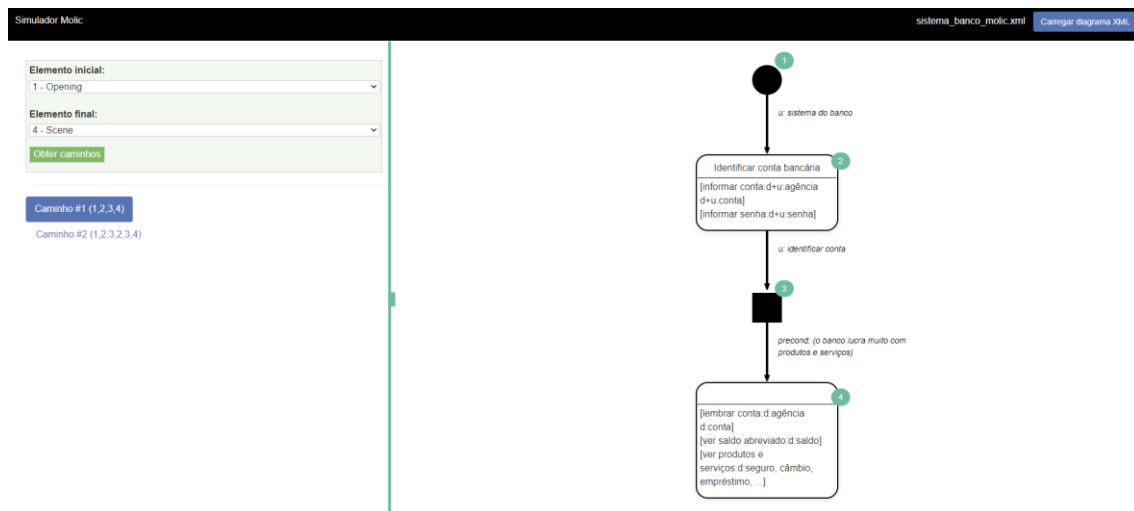 Simulador Molic
sistema_banco_molic.xml
Carregar diagrama XML
Elemento inicial:
1 - Opening
Elemento final:
4 - Scene
Obter caminhos
Caminho #1 (1,2,3,4)
Caminho #2 (1,2,3,2,3,4)
1
u: sistema do banco
2
Identificar conta bancária
[informar conta:d+u:agência
d+u:conta]
[informar senha:d+u:senha]
u: identificar conta
3
precond: (o banco lucra muito com
produtos e serviços)
4
[lembrar conta:d:agência
d:conta]
[ver saldo abreviado:d:saldo]
[ver produtos e
serviços:d:seguro, câmbio,
empréstimo, ...]